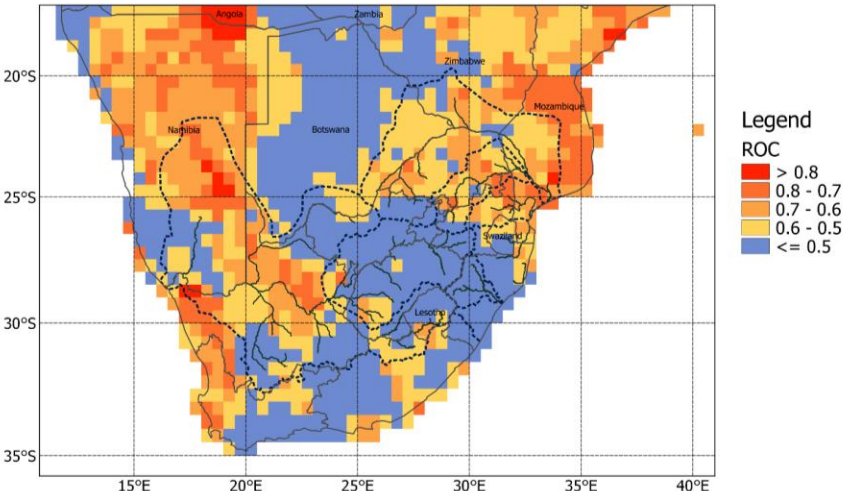 Angola
Zambia
Zimbabwe
20°S
Mozambique
Legend
Namibia
Botswana
ROC
> 0.8
0.8 - 0.7
25°S
0.7 - 0.6
0.6 - 0.5
Swaziland
<= 0.5
Lesotho
30°S
35°S
15°E
20°E
25°E
30°E
35°E
40°E